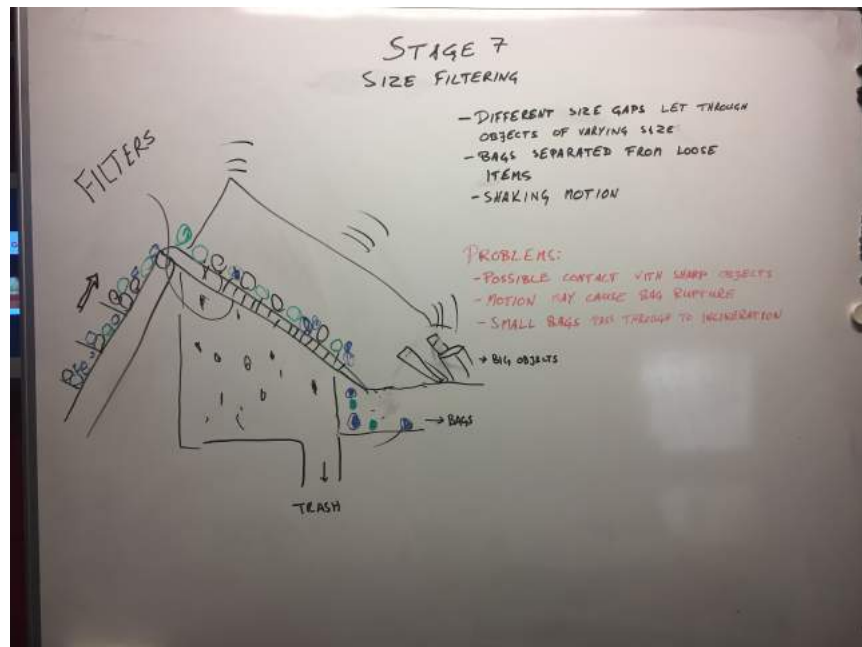 STAGE 7
SIZE FILTERING
FILTERS
- DIFFERENT SIZE GAPS LET THROUGH
OBJECTS OF VARYING SIZE
- BAGS SEPARATED FROM LOOSE
ITEMS
- SHAKING MOTION
PROBLEMS:
- POSSIBLE CONTACT WITH SHARP OBJECTS
- MOTION MAY CAUSE BAG RUPTURE
- SMALL BAGS PASS THROUGH TO INCINERATION
→ BIG OBJECTS
→ BAGS
TRASH